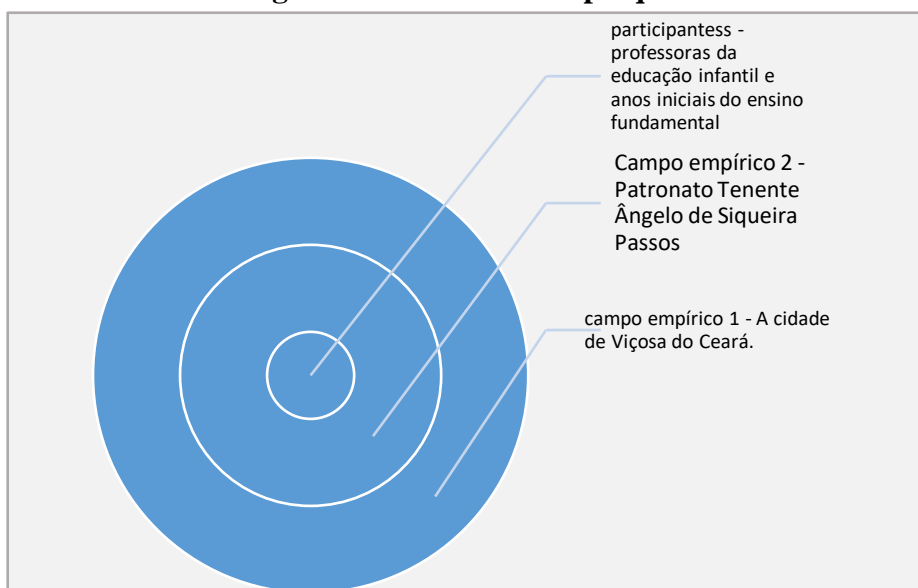 participantess -
professoras da
educação infantil e
anos iniciais do ensino
fundamental
Campo empírico 2 -
Patronato Tenente
Ângelo de Siqueira
Passos
campo empírico 1 - A cidade
de Viçosa do Ceará.